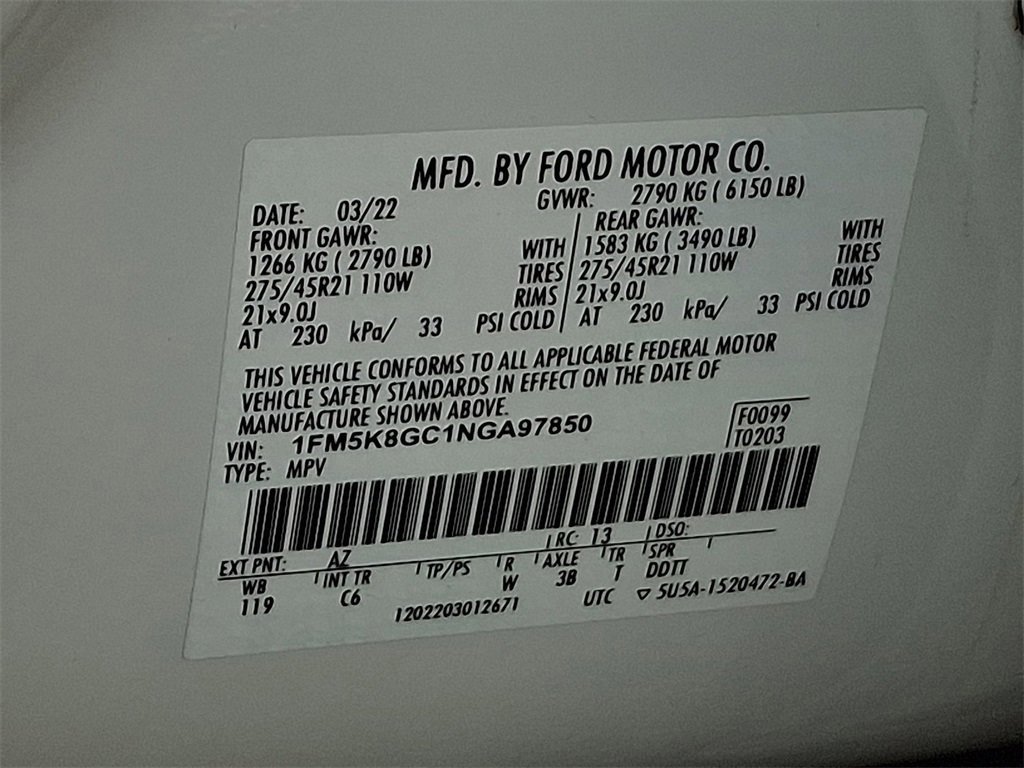 MFD. BY FORD MOTOR CO.
DATE: 03/22 GVWR: 2790 KG ( 6150 LB)
FRONT GAWR: REAR GAWR:
1266 KG ( 2790 LB) WITH 1583 KG ( 3490 LB) WITH
275/45R21 110W TIRES 275/45R21 110W TIRES
21x9.0J RIMS 21x9.0J RIMS
AT 230 kPa/ 33 PSI COLD AT 230 kPa/ 33 PSI COLD
THIS VEHICLE CONFORMS TO ALL APPLICABLE FEDERAL MOTOR
VEHICLE SAFETY STANDARDS IN EFFECT ON THE DATE OF
MANUFACTURE SHOWN ABOVE.
VIN: 1FM5K8GC1NGA97850 F0099
TYPE: MPV T0203
EXT PNT: AZ RC: 13 DSO:
WB INT TR TP/PS R AXLE TR SPR
119 C6 W 3B T DDTT
1202203012671 UTC ▽ 5U5A-1520472-BA